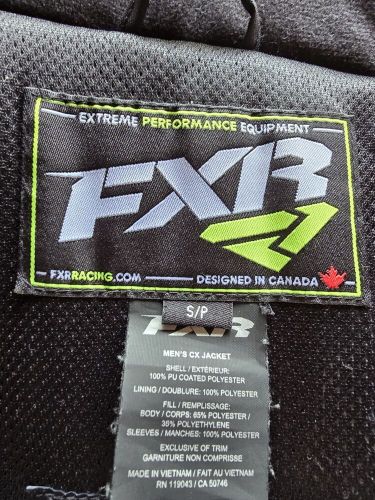 EXTREME PERFORMANCE EQUIPMENT
FXR
FXRRACING.COM
DESIGNED IN CANADA
S/P
FXR
MEN'S CX JACKET
SHELL / EXTÉRIEUR:
100% PU COATED POLYESTER
LINING / DOUBLURE: 100% POLYESTER
FILL / REMPLISSAGE:
BODY / CORPS: 65% POLYESTER /
35% POLYETHYLENE
SLEEVES / MANCHES: 100% POLYESTER
EXCLUSIVE OF TRIM
GARNITURE NON COMPRISE
MADE IN VIETNAM / FAIT AU VIETNAM
RN 119043 / CA 50746